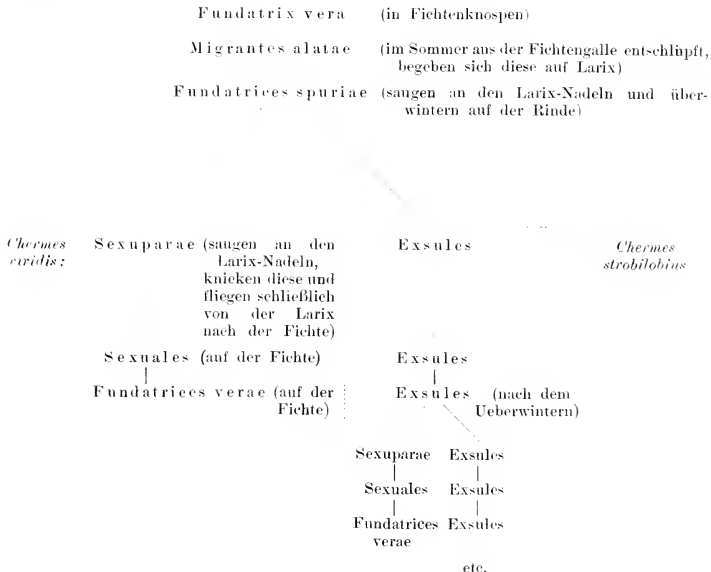 Fundatrix vera (in Fichtenknospen)
Migrantes alatae (im Sommer aus der Fichtengalle entschlüpft,
begeben sich diese auf Larix)
Fundatrices spuriae (saugen an den Larix-Nadeln und über-
wintern auf der Rinde)
Chermes Sexuparae (saugen an den Exsules Chermes
viridis: Larix-Nadeln, strobilobius
knicken diese und
fliegen schließlich
von der Larix
nach der Fichte)
Sexuales (auf der Fichte) Exsules
Fundatrices verae (auf der Exsules (nach dem
Fichte) Ueberwintern)
Sexuparae Exsules
Sexuales Exsules
Fundatrices Exsules
verae
etc.